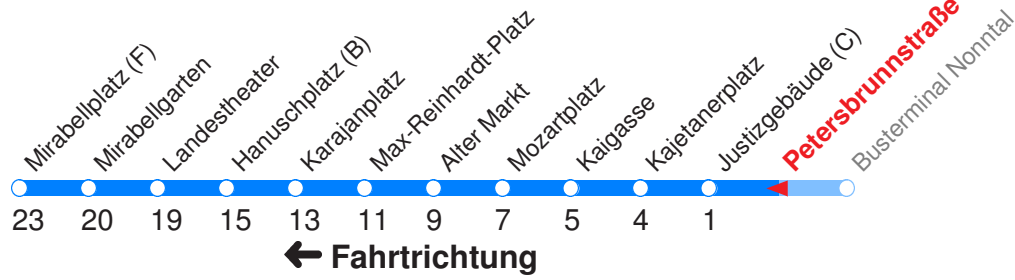 Mirabellplatz (F)
Mirabellgarten
Landestheater
Hanuschplatz (B)
Karajanplatz
Max-Reinhardt-Platz
Alter Markt
Mozartplatz
Kaigasse
Kajetanerplatz
Justizgebäude (C)
Petersbrunnstraße
Busterminal Nonntal
23 20 19 15 13 11 9 7 5 4 1
← Fahrtrichtung